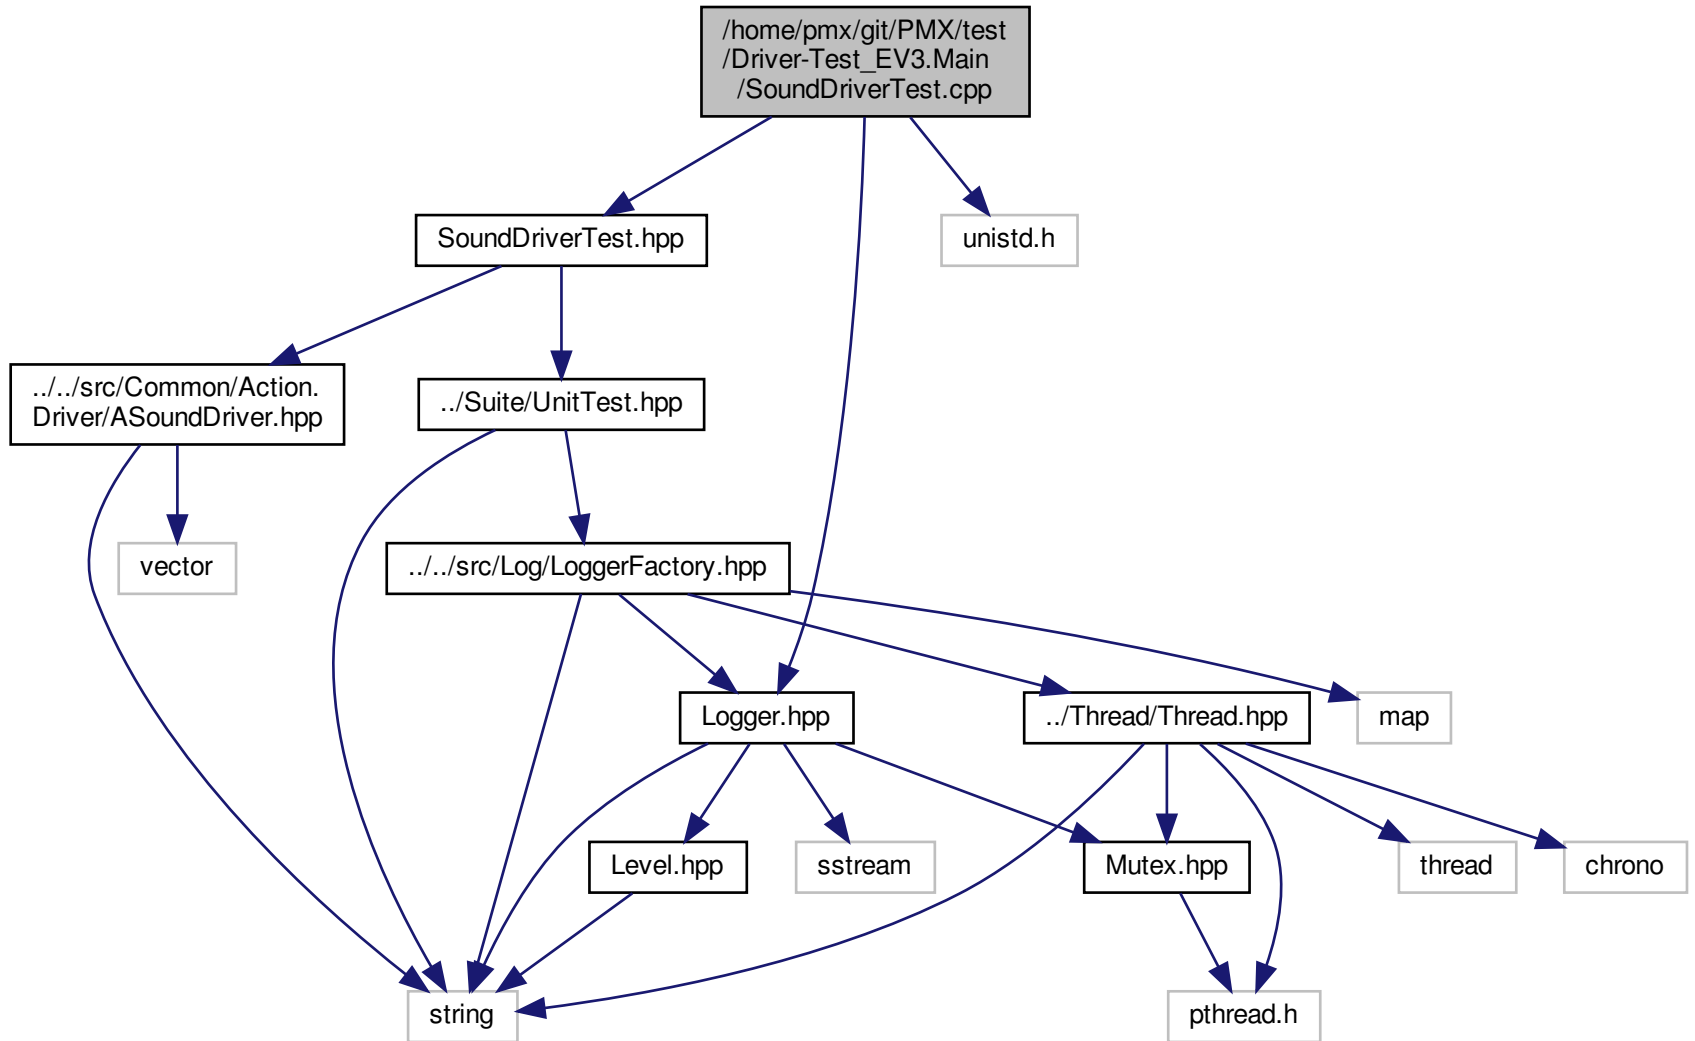 /home/pmx/git/PMX/test
/Driver-Test_EV3.Main
/SoundDriverTest.cpp
SoundDriverTest.hpp
unistd.h
../../src/Common/Action.
Driver/ASoundDriver.hpp
../Suite/UnitTest.hpp
vector
../../src/Log/LoggerFactory.hpp
Logger.hpp
../Thread/Thread.hpp
map
Level.hpp
sstream
Mutex.hpp
thread
chrono
string
pthread.h